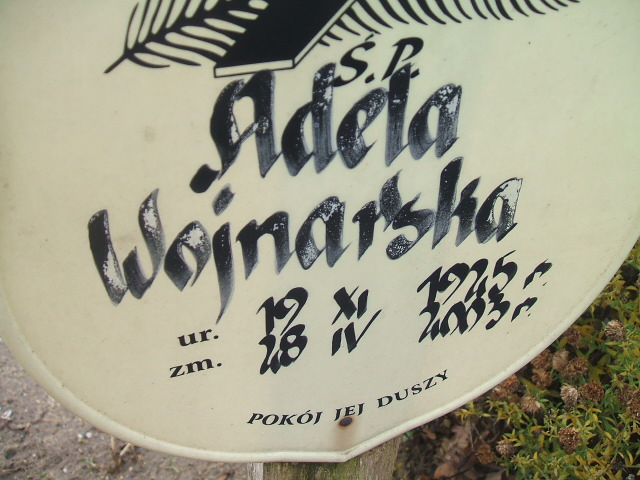 Ś.P.
Adela
Wojnarska
ur. 19 XI 1925 r.
zm. 28 IV 2003 r.
POKÓJ JEJ DUSZY